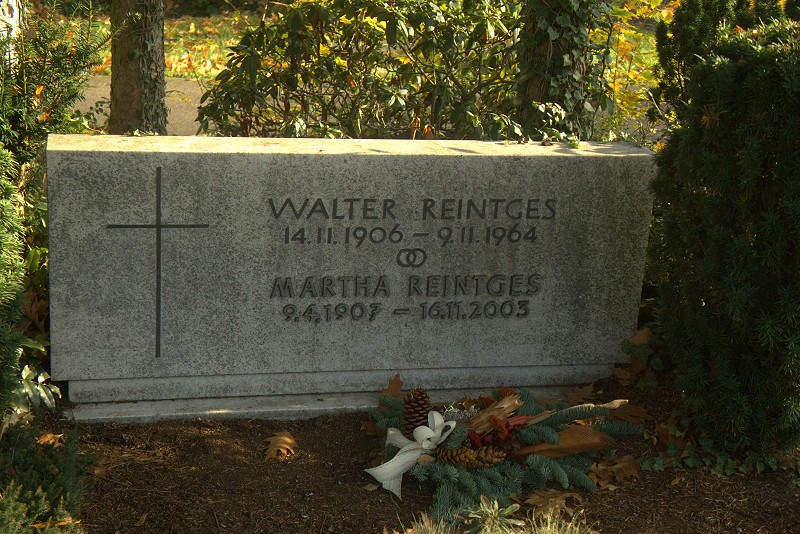 WALTER REINTGES
14.11.1906 – 9.11.1964
MARTHA REINTGES
9.4.1907 – 16.11.2003